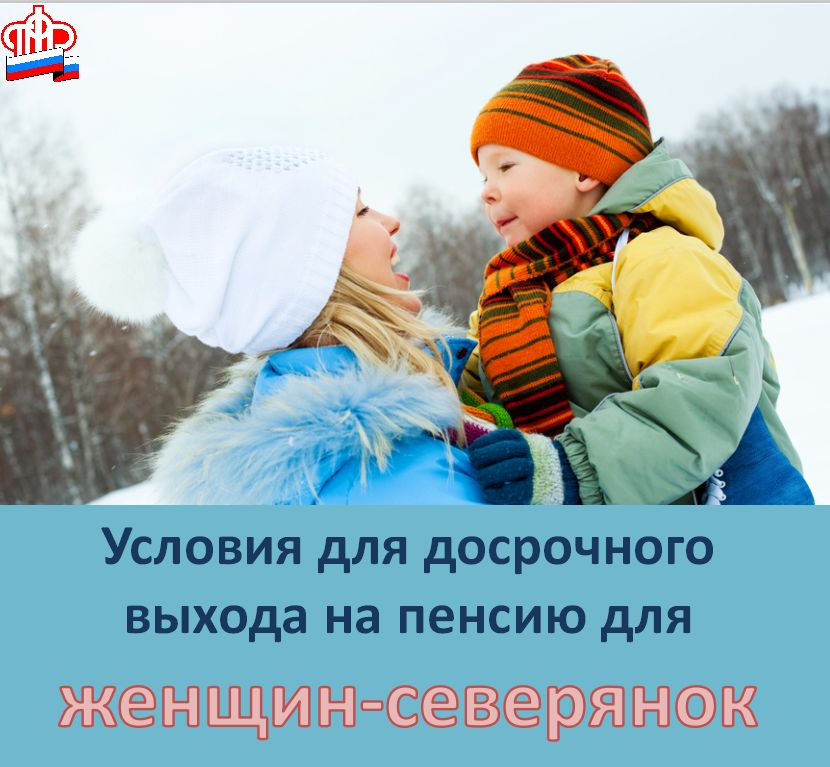 Условия для досрочного
выхода на пенсию для
женщин-северянок